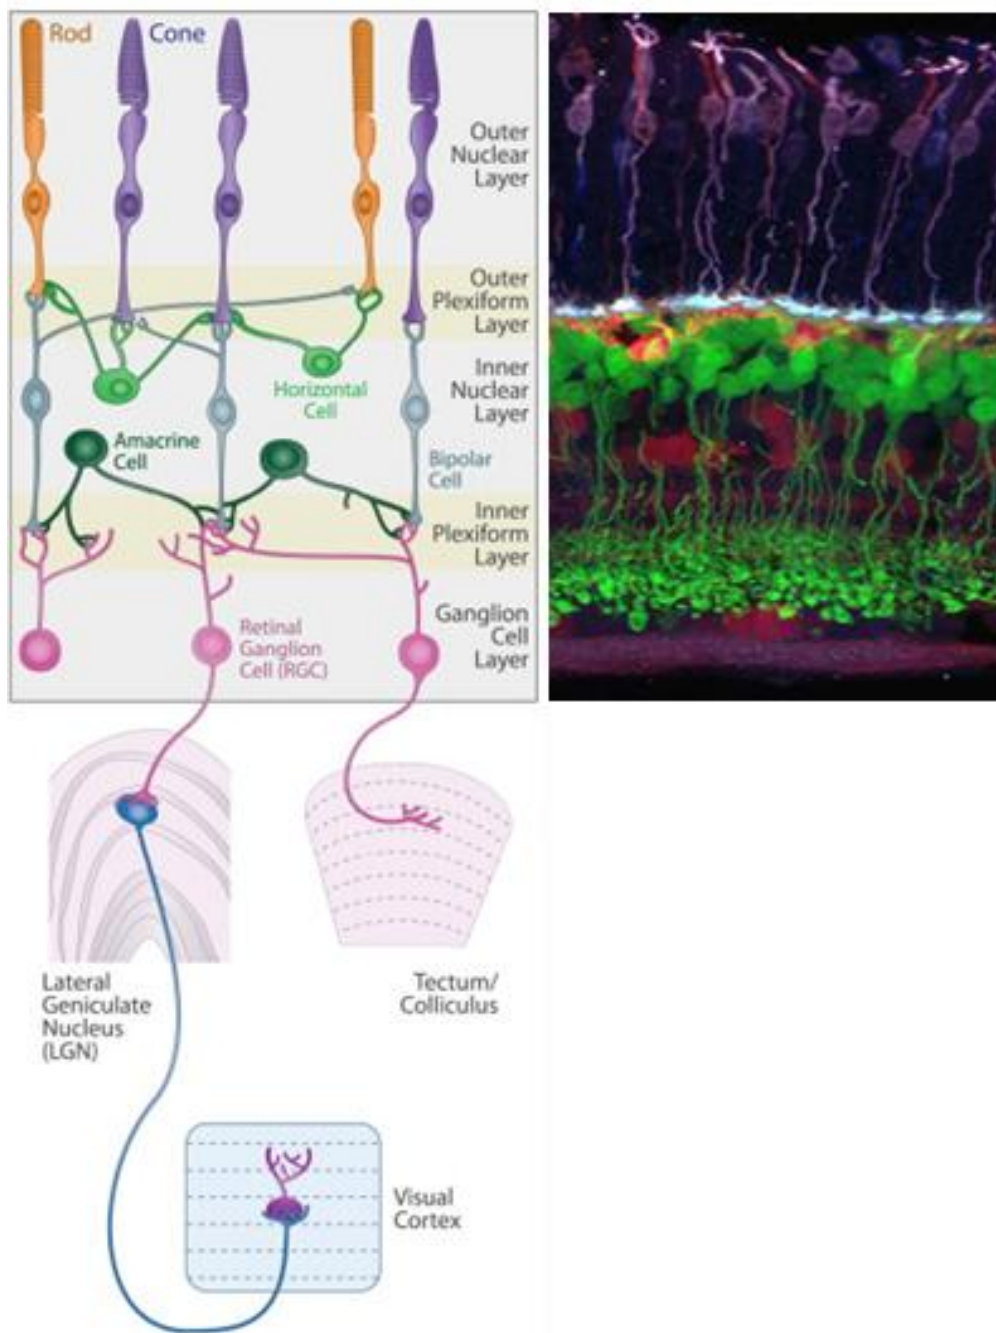 Rod
Cone
Outer
Nuclear
Layer
Outer
Plexiform
Layer
Inner
Nuclear
Layer
Horizontal
Cell
Amacrine
Cell
Bipolar
Cell
Inner
Plexiform
Layer
Retinal
Ganglion
Cell (RGC)
Ganglion
Cell
Layer
Lateral
Geniculate
Nucleus
(LGN)
Tectum/
Colliculus
Visual
Cortex